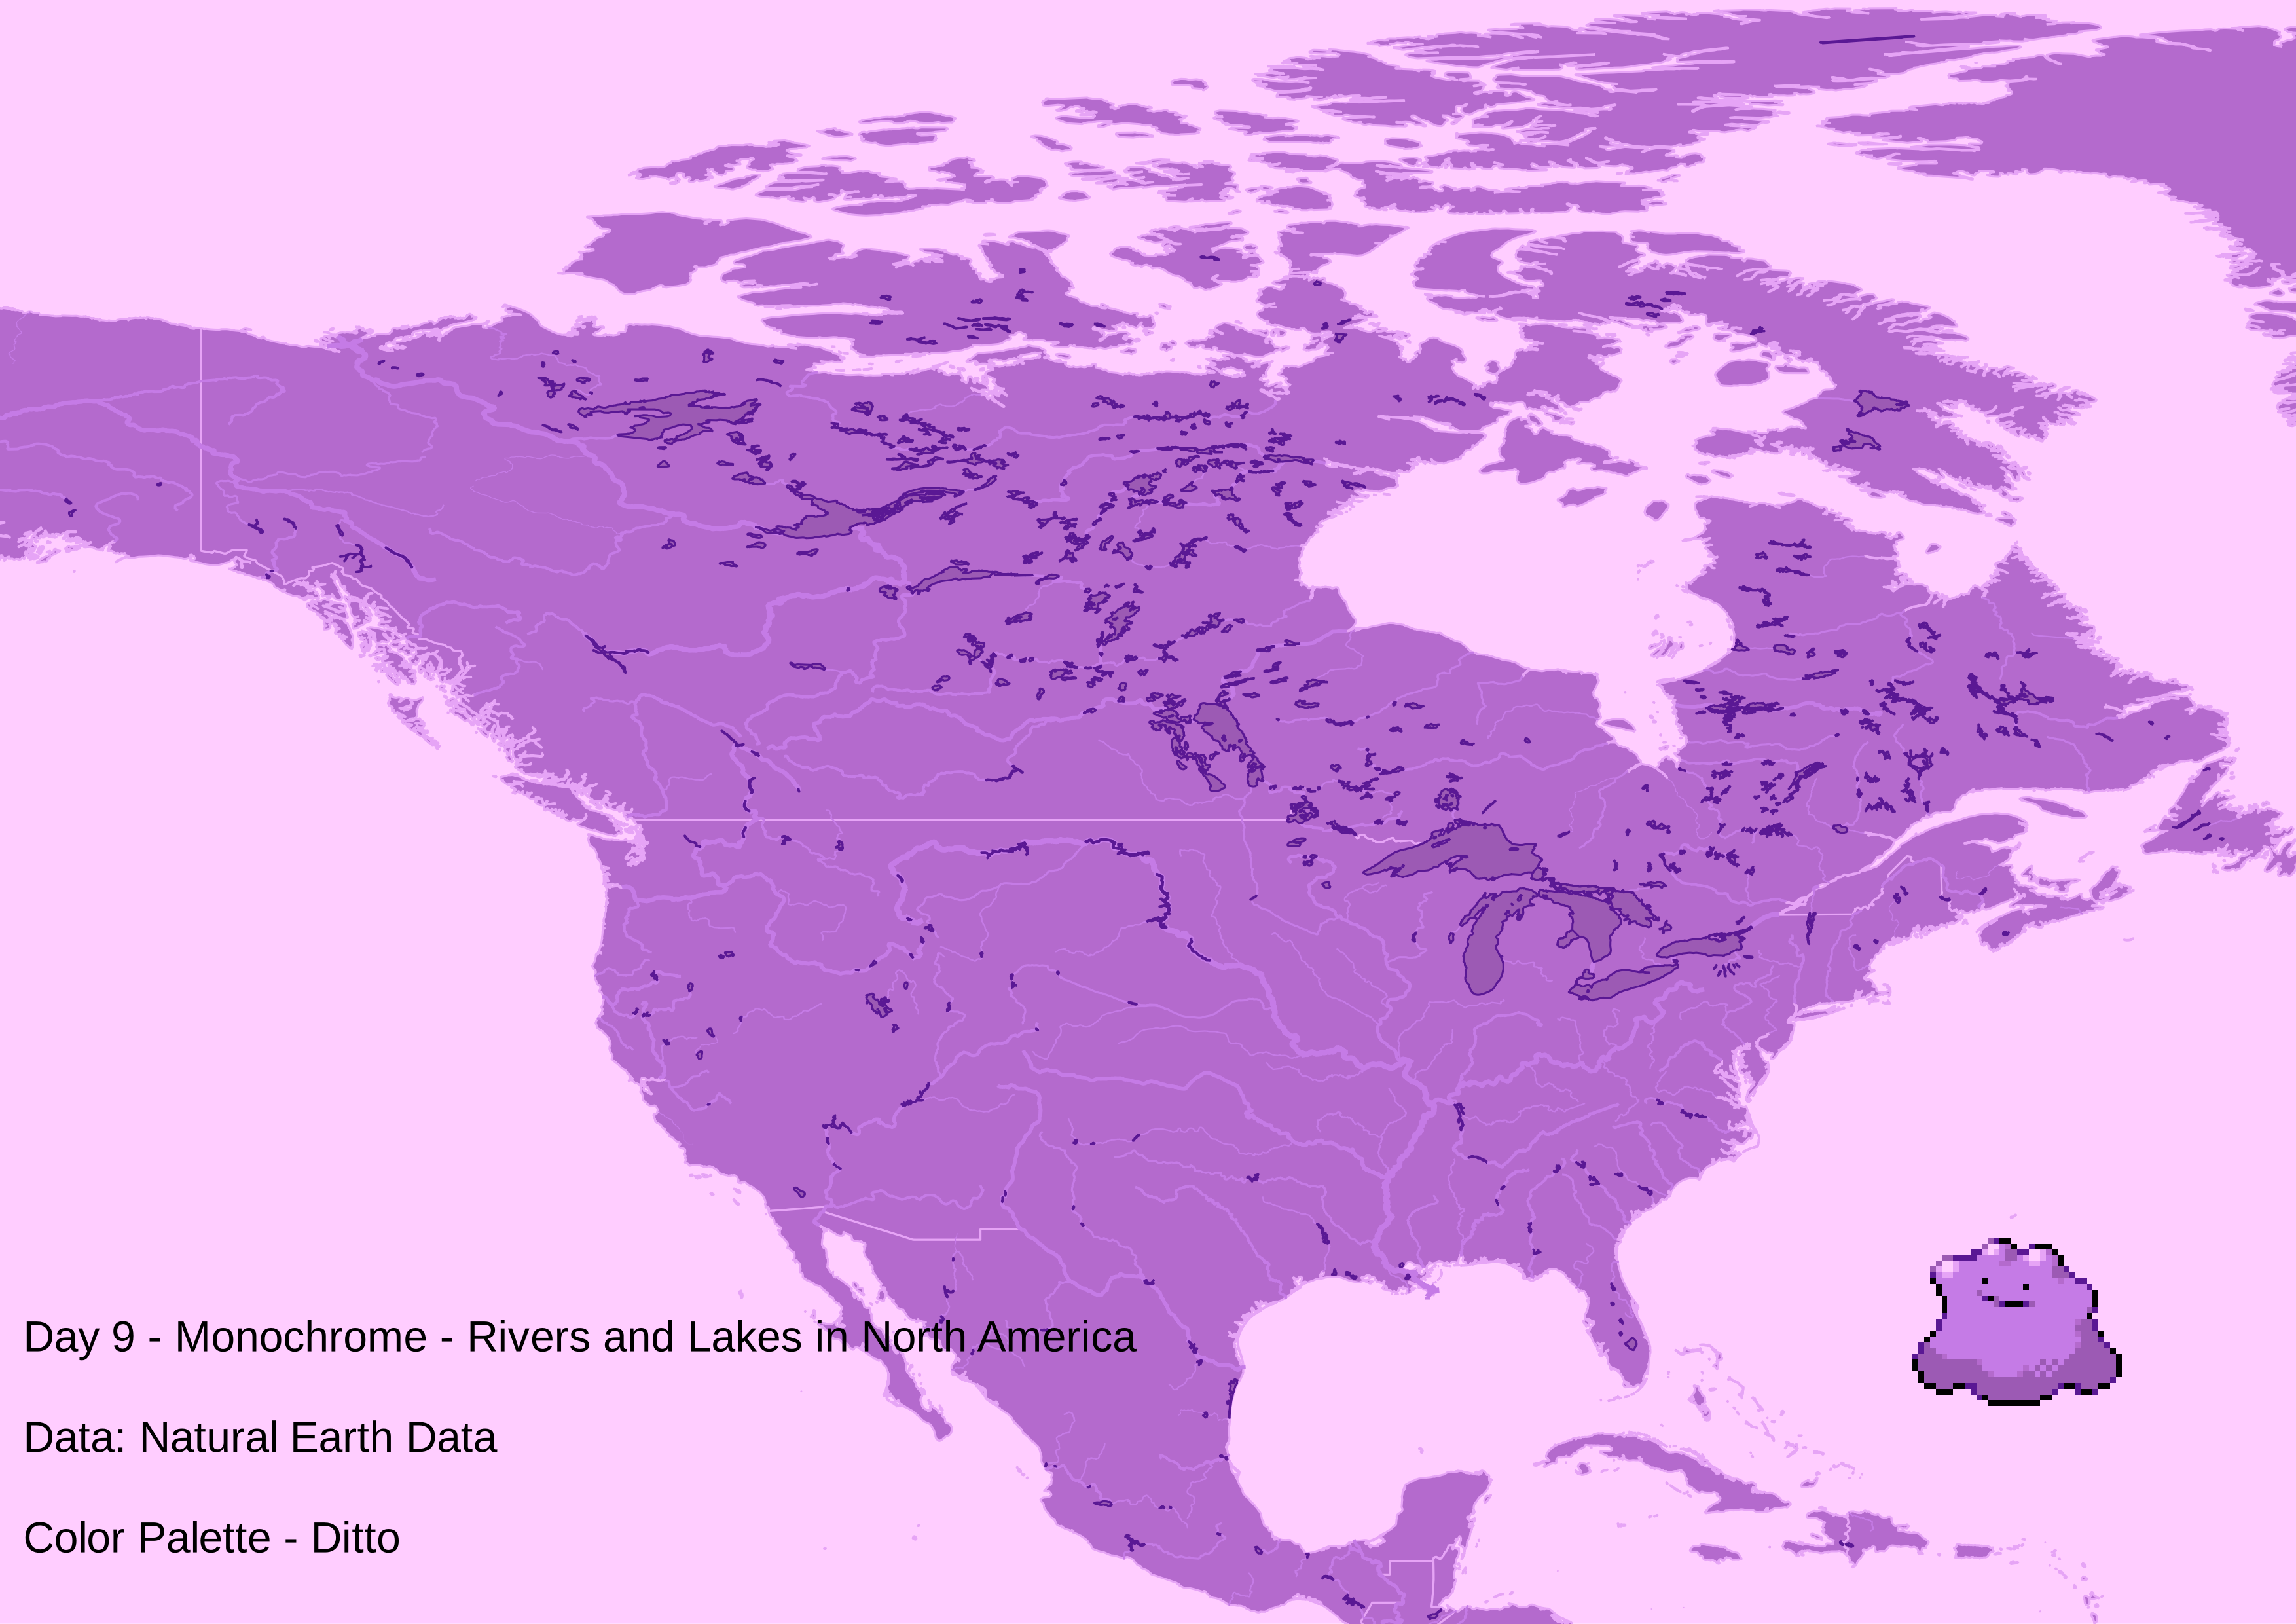 Day 9 - Monochrome - Rivers and Lakes in North America
Data: Natural Earth Data
Color Palette - Ditto